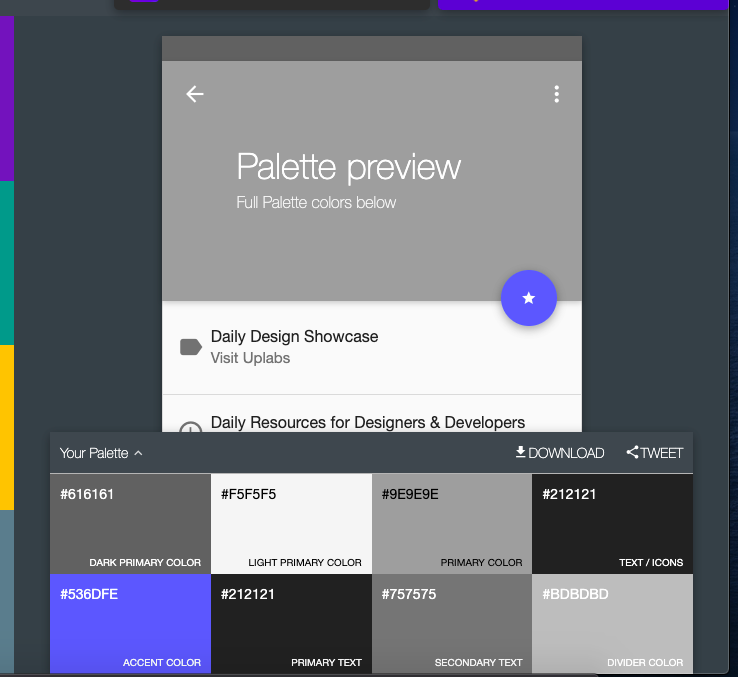 Palette preview
Full Palette colors below
Daily Design Showcase
Visit Uplabs
Daily Resources for Designers & Developers
Your Palette
DOWNLOAD
TWEET
#616161
DARK PRIMARY COLOR
#F5F5F5
LIGHT PRIMARY COLOR
#9E9E9E
PRIMARY COLOR
#212121
TEXT / ICONS
#536DFE
ACCENT COLOR
#212121
PRIMARY TEXT
#757575
SECONDARY TEXT
#BDBDBD
DIVIDER COLOR